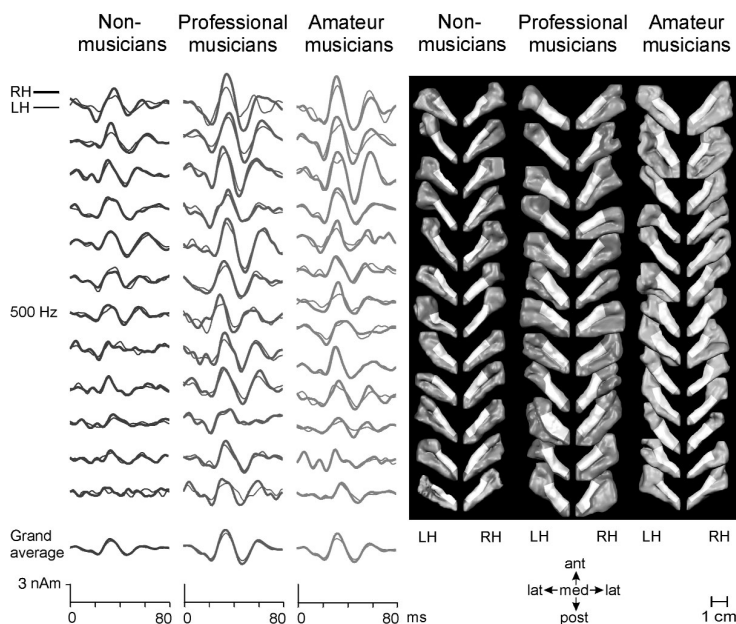 Non-
musicians
Professional
musicians
Amateur
musicians
Non-
musicians
Professional
musicians
Amateur
musicians
RH
LH
500 Hz
Grand
average
3 nAm
0 80
0 80
0 80 ms
LH RH LH RH LH RH
ant
lat med lat
post
1 cm